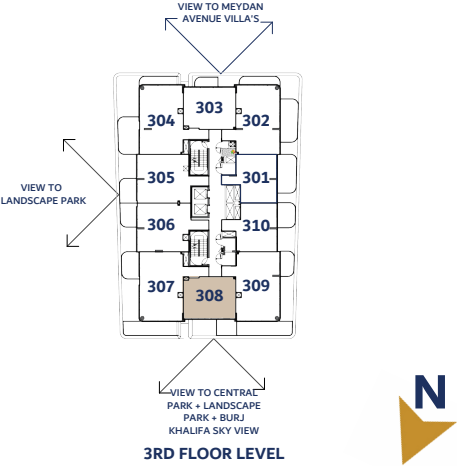 VIEW TO MEYDAN
AVENUE VILLA'S
303
304
302
305
301
VIEW TO
LANDSCAPE PARK
306
310
307
309
308
VIEW TO CENTRAL
PARK + LANDSCAPE
PARK + BURJ
KHALIFA SKY VIEW
3RD FLOOR LEVEL
N